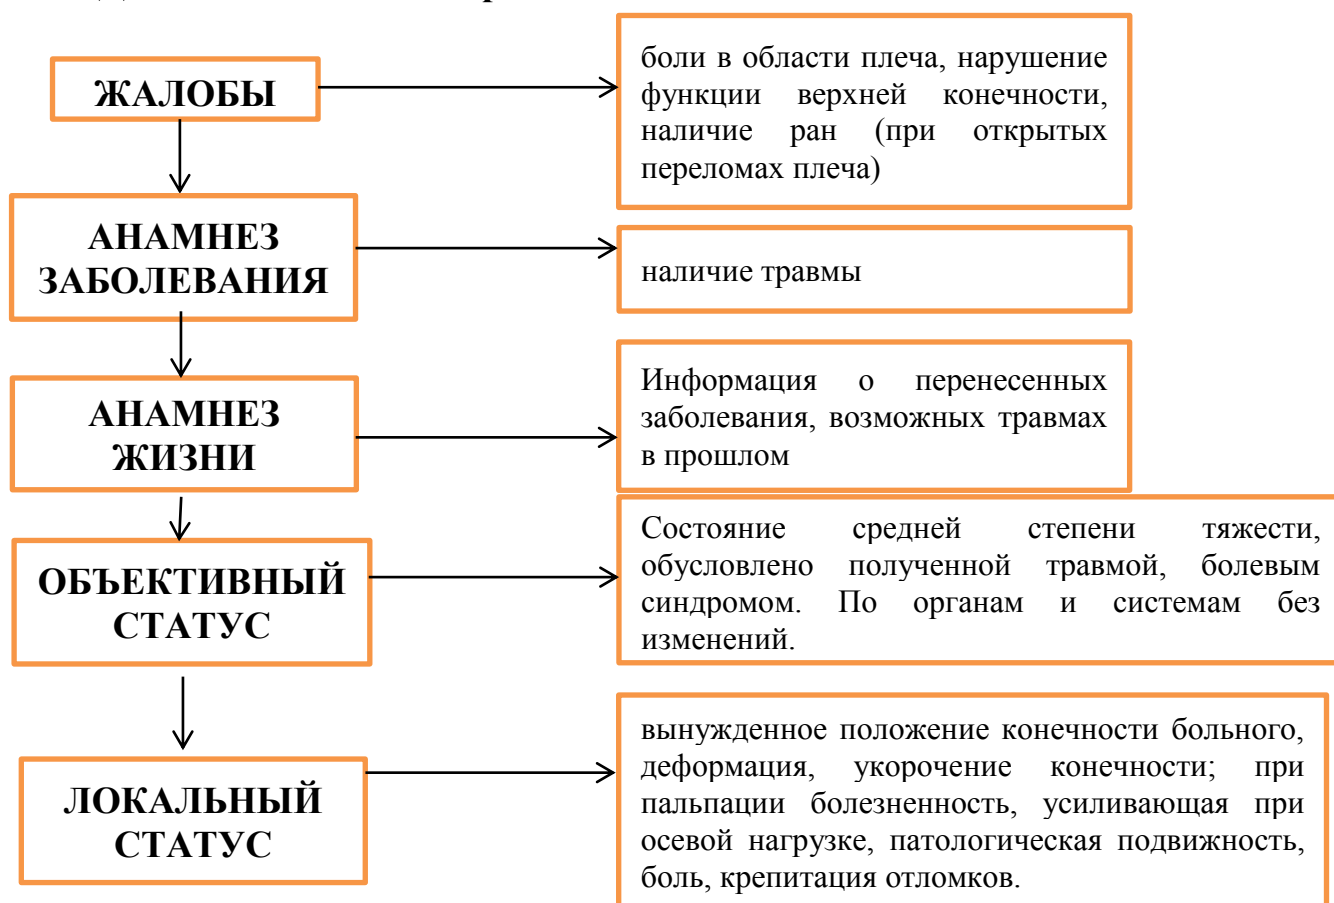 ЖАЛОБЫ
боли в области плеча, нарушение
функции верхней конечности,
наличие ран (при открытых
переломах плеча)
АНАМНЕЗ
ЗАБОЛЕВАНИЯ
наличие травмы
АНАМНЕЗ
ЖИЗНИ
Информация о перенесенных
заболевания, возможных травмах
в прошлом
ОБЪЕКТИВНЫЙ
СТАТУС
Состояние средней степени тяжести,
обусловлено полученной травмой, болевым
синдромом. По органам и системам без
изменений.
ЛОКАЛЬНЫЙ
СТАТУС
вынужденное положение конечности больного,
деформация, укорочение конечности; при
пальпации болезненность, усиливающая при
осевой нагрузке, патологическая подвижность,
боль, крепитация отломков.